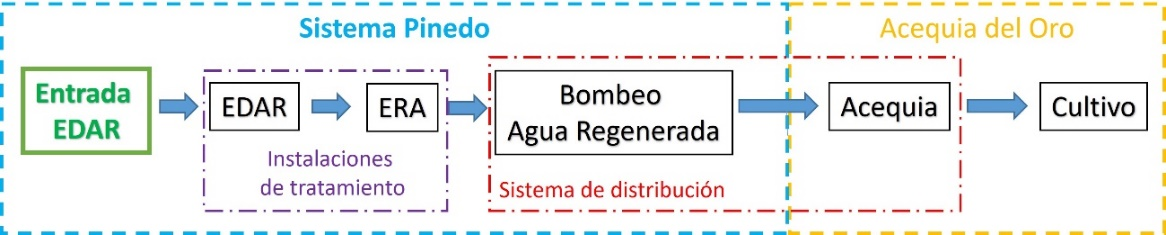 Sistema Pinedo
Acequia del Oro
Entrada
EDAR
EDAR
ERA
Bombeo
Agua Regenerada
Acequia
Cultivo
Instalaciones
de tratamiento
Sistema de distribución